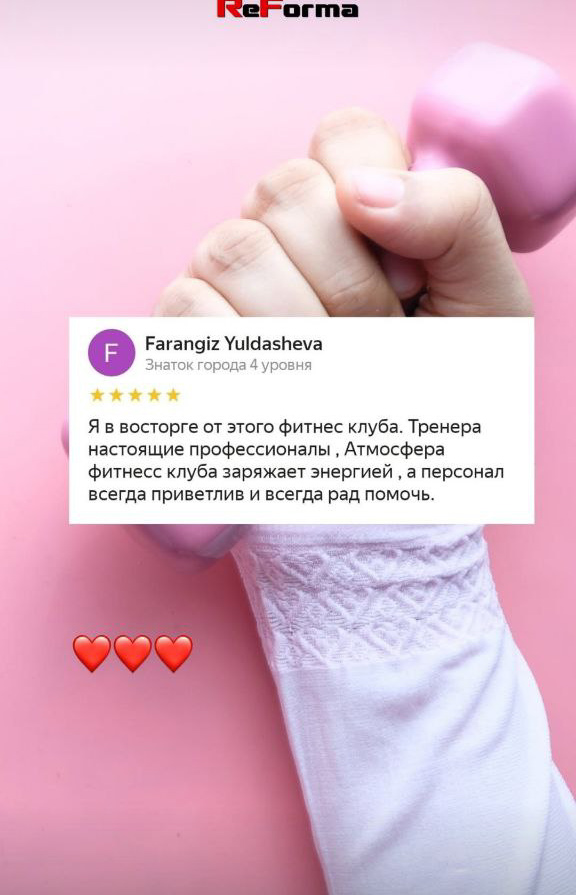 ReForma
F
Farangiz Yuldasheva
Знаток города 4 уровня
Я в восторге от этого фитнес клуба. Тренера
настоящие профессионалы , Атмосфера
фитнесс клуба заряжает энергией , а персонал
всегда приветлив и всегда рад помочь.